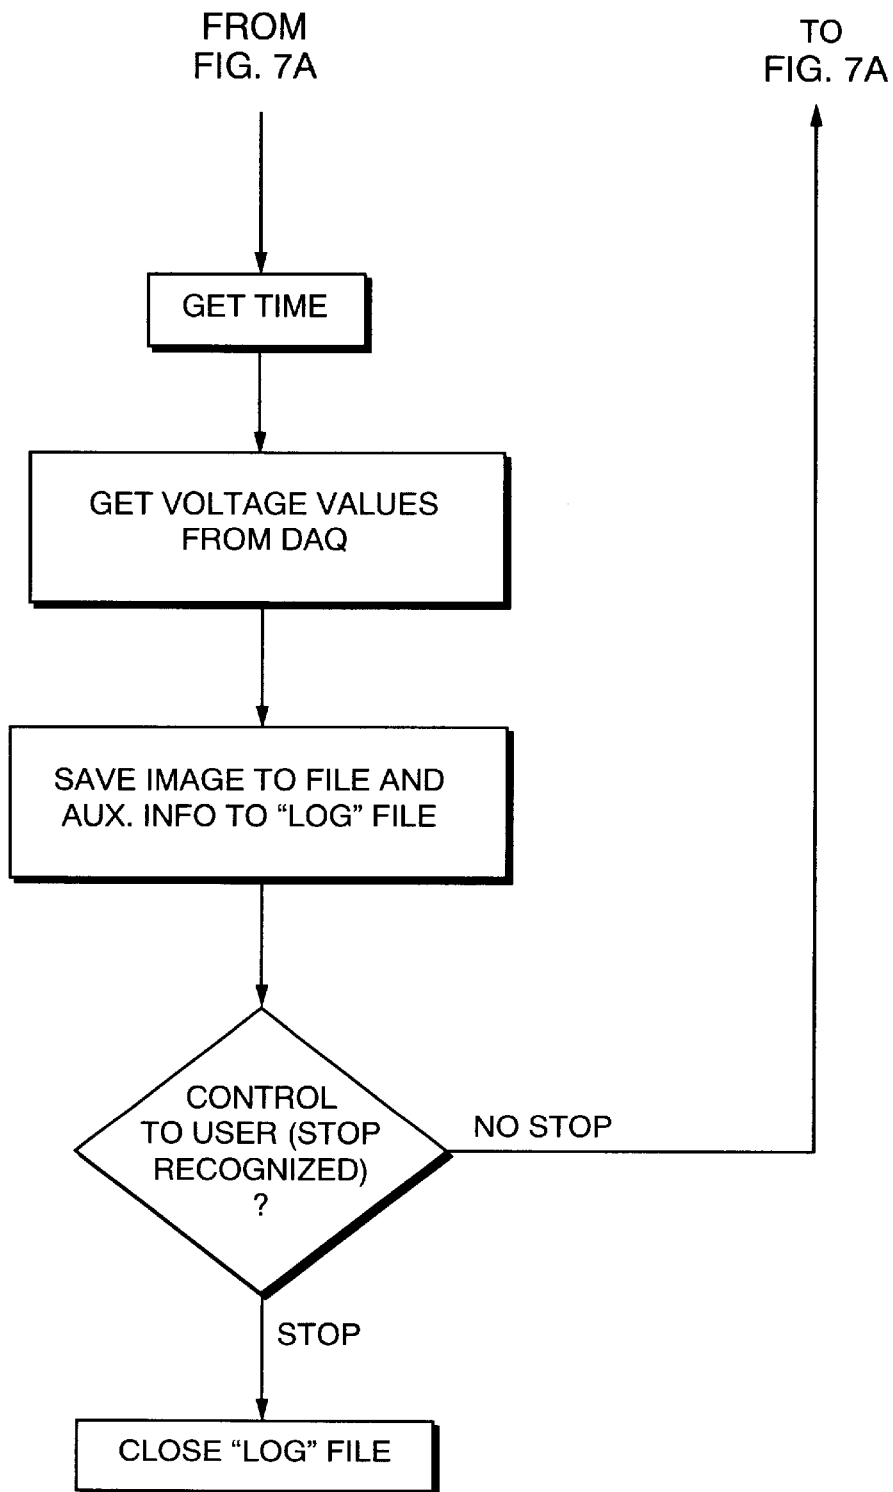 FROM
FIG. 7A
TO
FIG. 7A
GET TIME
GET VOLTAGE VALUES
FROM DAQ
SAVE IMAGE TO FILE AND
AUX. INFO TO “LOG” FILE
CONTROL
TO USER (STOP
RECOGNIZED)
?
NO STOP
STOP
CLOSE “LOG” FILE